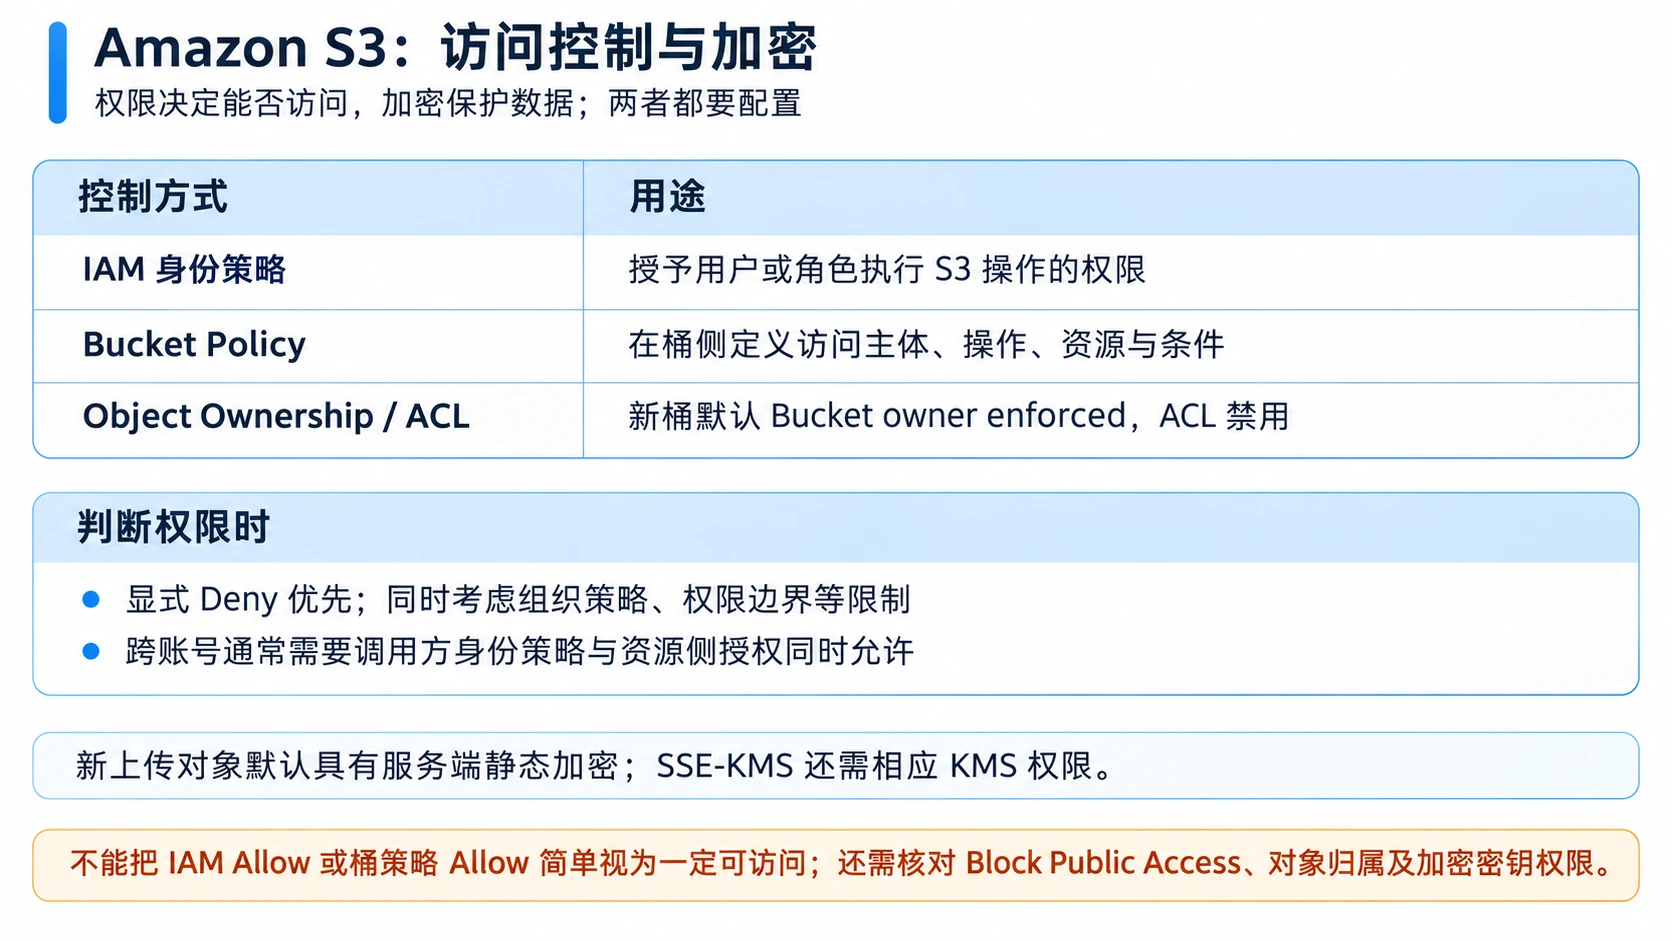 Amazon S3：访问控制与加密
权限决定能否访问，加密保护数据；两者都要配置
控制方式
用途
IAM 身份策略
授予用户或角色执行 S3 操作的权限
Bucket Policy
在桶侧定义访问主体、操作、资源与条件
Object Ownership / ACL
新桶默认 Bucket owner enforced，ACL 禁用
判断权限时
显式 Deny 优先；同时考虑组织策略、权限边界等限制
跨账号通常需要调用方身份策略与资源侧授权同时允许
新上传对象默认具有服务端静态加密；SSE-KMS 还需相应 KMS 权限。
不能把 IAM Allow 或桶策略 Allow 简单视为一定可访问；还需核对 Block Public Access、对象归属及加密密钥权限。